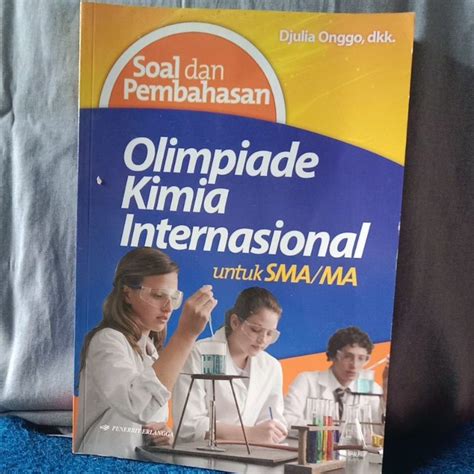 Djulia Onggo, dkk.
Soal dan
Pembahasan
Olimpiade
Kimia
Internasional
untuk SMA/MA
PENERBIT ERLANGGA